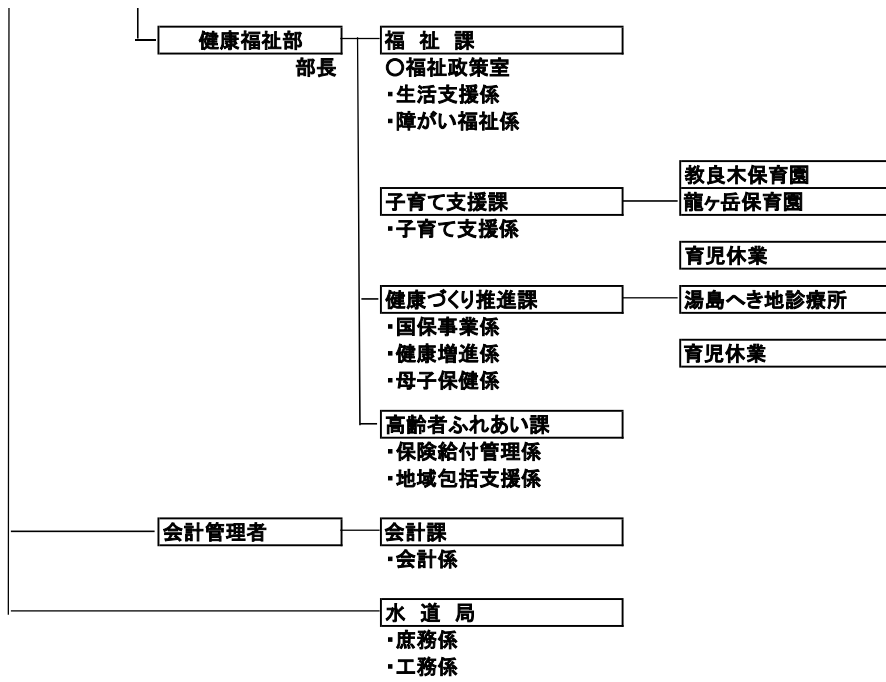 健康福祉部
福 祉 課
部長
○福祉政策室
・生活支援係
・障がい福祉係
教良木保育園
子育て支援課
龍ヶ岳保育園
・子育て支援係
育児休業
健康づくり推進課
湯島へき地診療所
・国保事業係
・健康増進係
育児休業
・母子保健係
高齢者ふれあい課
・保険給付管理係
・地域包括支援係
会計管理者
会計課
・会計係
水 道 局
・庶務係
・工務係